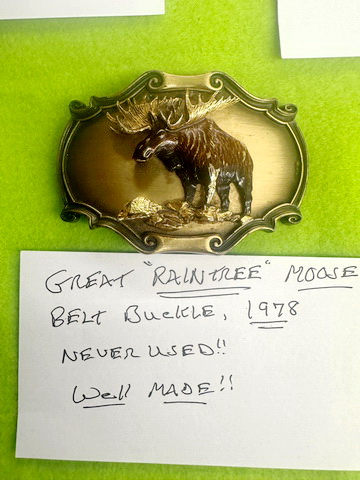 GREAT "RAINTREE" MOOSE
BELT BUCKLE, 1978
NEVER USED!!
WELL MADE!!